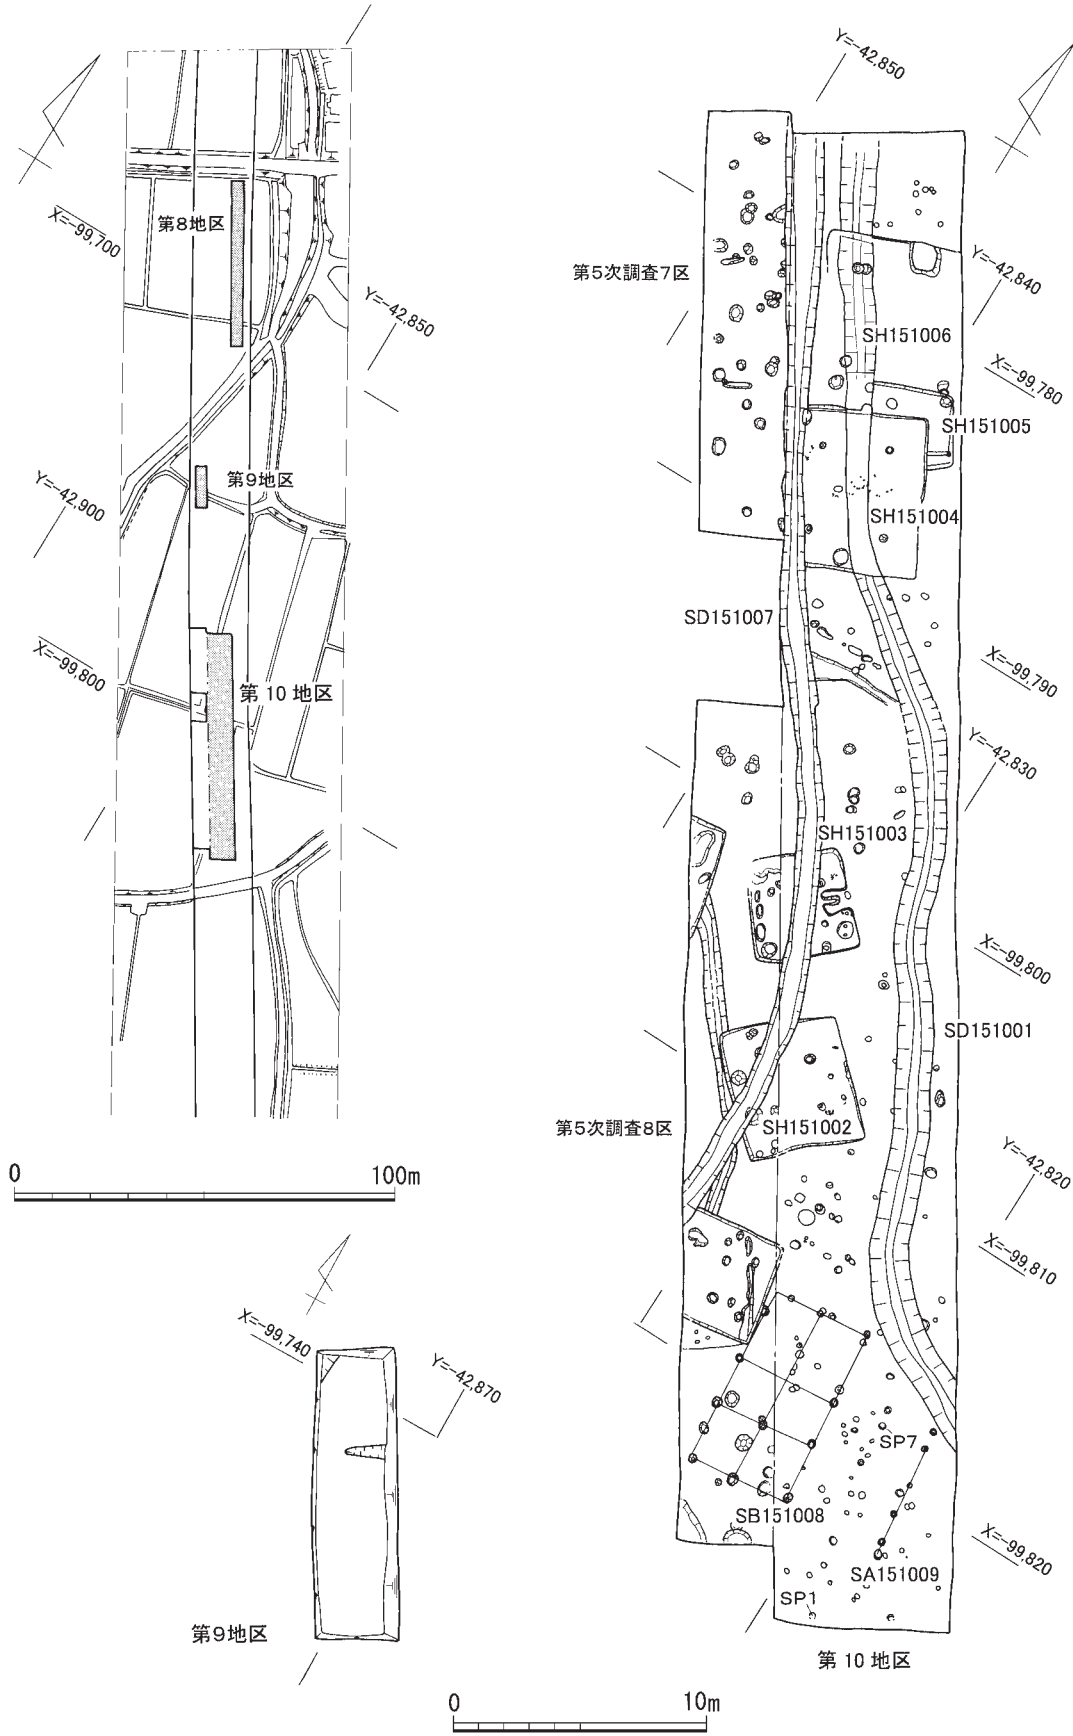 第8地区
X=-99,700
Y=-42,850
第9地区
Y=-42,900
X=-99,800
第10地区
0 100m
X=-99,740
Y=-42,870
第9地区
Y=-42,850
第5次調査7区
Y=-42,840
SH151006
X=-99,780
SH151005
SH151004
SD151007
X=-99,790
Y=-42,830
SH151003
X=-99,800
SD151001
第5次調査8区
SH151002
Y=-42,820
X=-99,810
SP7
SB151008
X=-99,820
SA151009
SP1
第10地区
0 10m